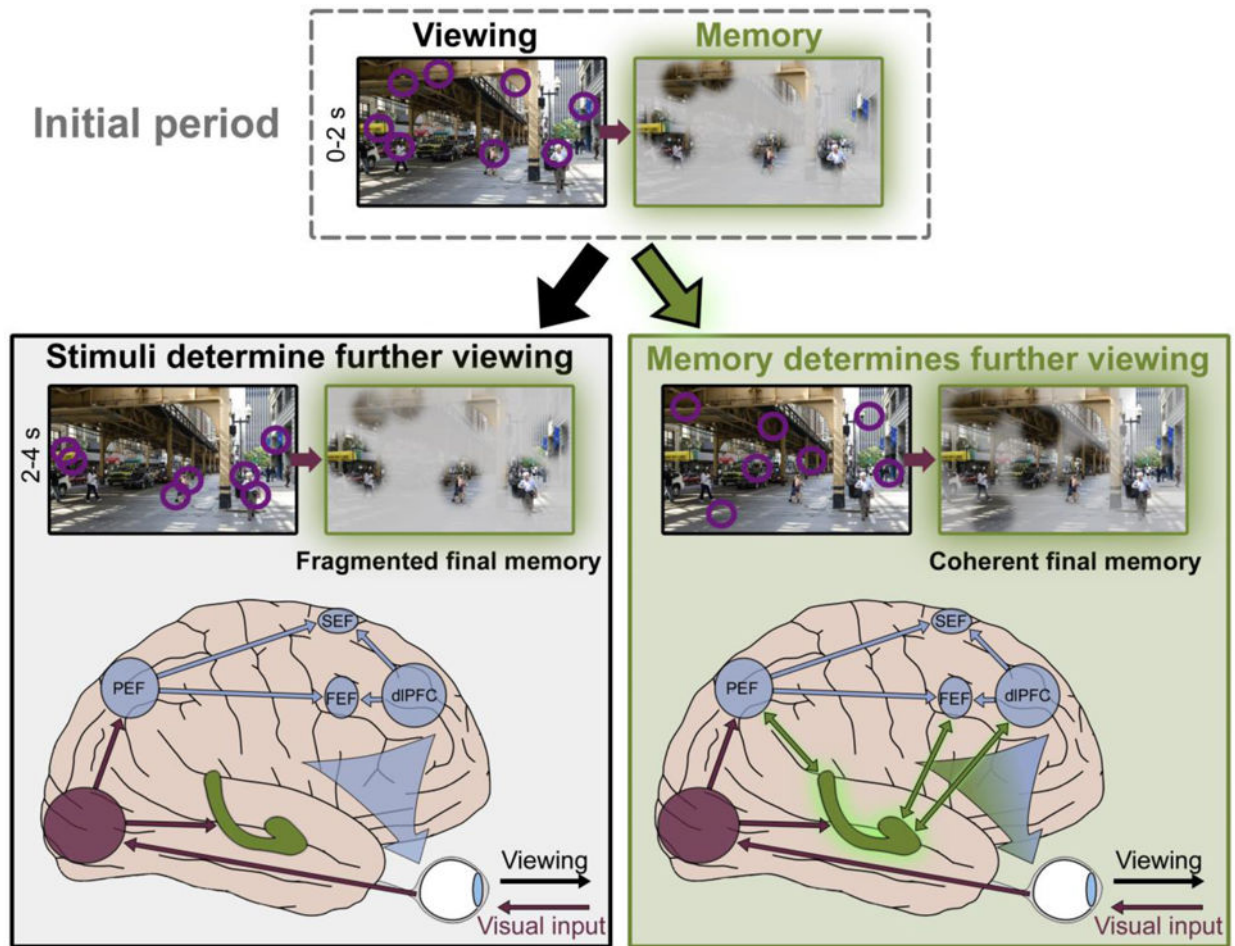 Viewing
Memory
Initial period
0-2 s
Stimuli determine further viewing
2-4 s
Fragmented final memory
SEF
PEF
FEF
dlPFC
Viewing
Visual input
Memory determines further viewing
Coherent final memory
SEF
PEF
FEF
dlPFC
Viewing
Visual input